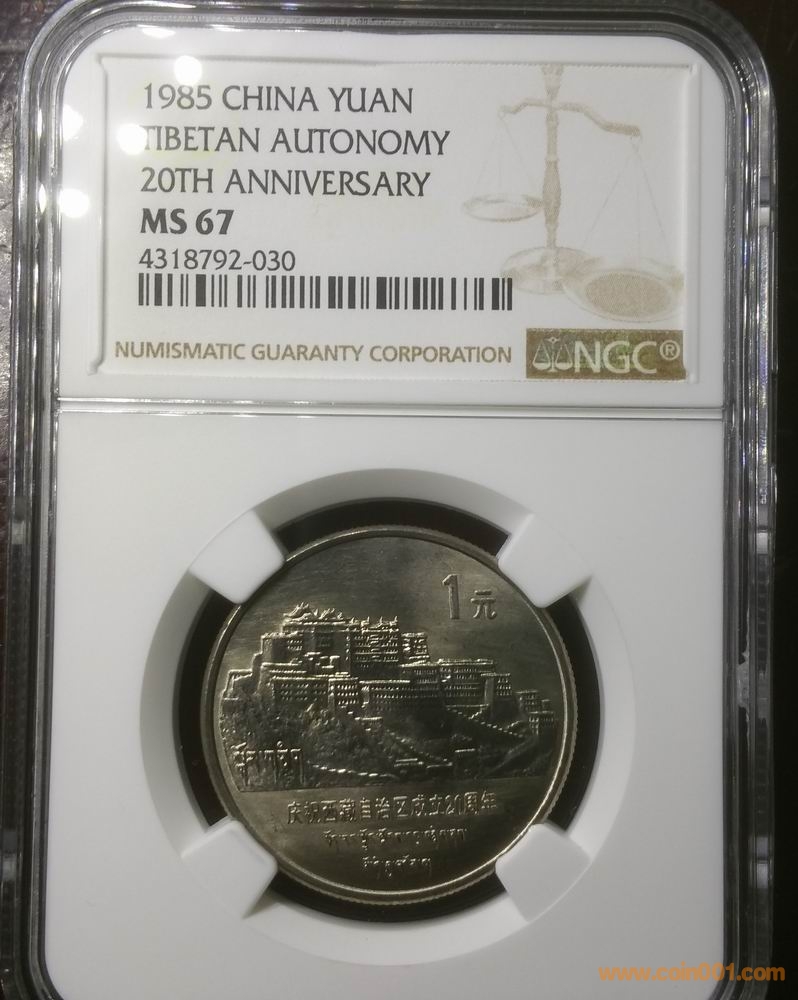 1985 CHINA YUAN
TIBETAN AUTONOMY
20TH ANNIVERSARY
MS 67
4318792-030
NUMISMATIC GUARANTY CORPORATION
NGC®
1元
庆祝西藏自治区成立20周年
www.coin001.com